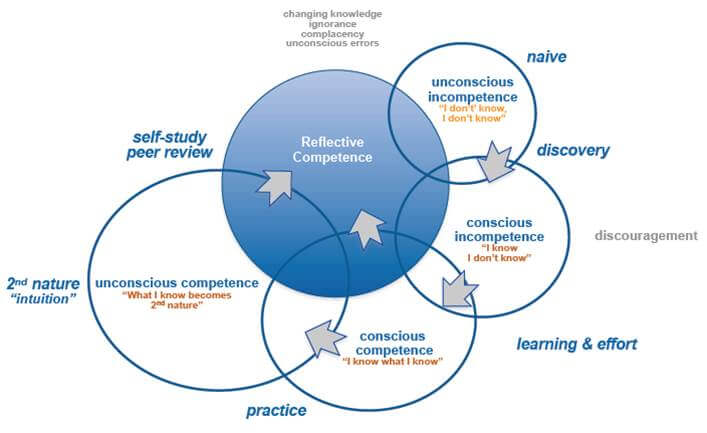 changing knowledge
ignorance
complacency
unconscious errors
naive
unconscious
incompetence
“I don’t’ know,
I don’t know”
self-study
peer review
Reflective
Competence
discovery
conscious
incompetence
“I know
I don’t know”
discouragement
2nd nature
“intuition”
unconscious competence
“What I know becomes
2nd nature”
conscious
competence
“I know what I know”
learning & effort
practice